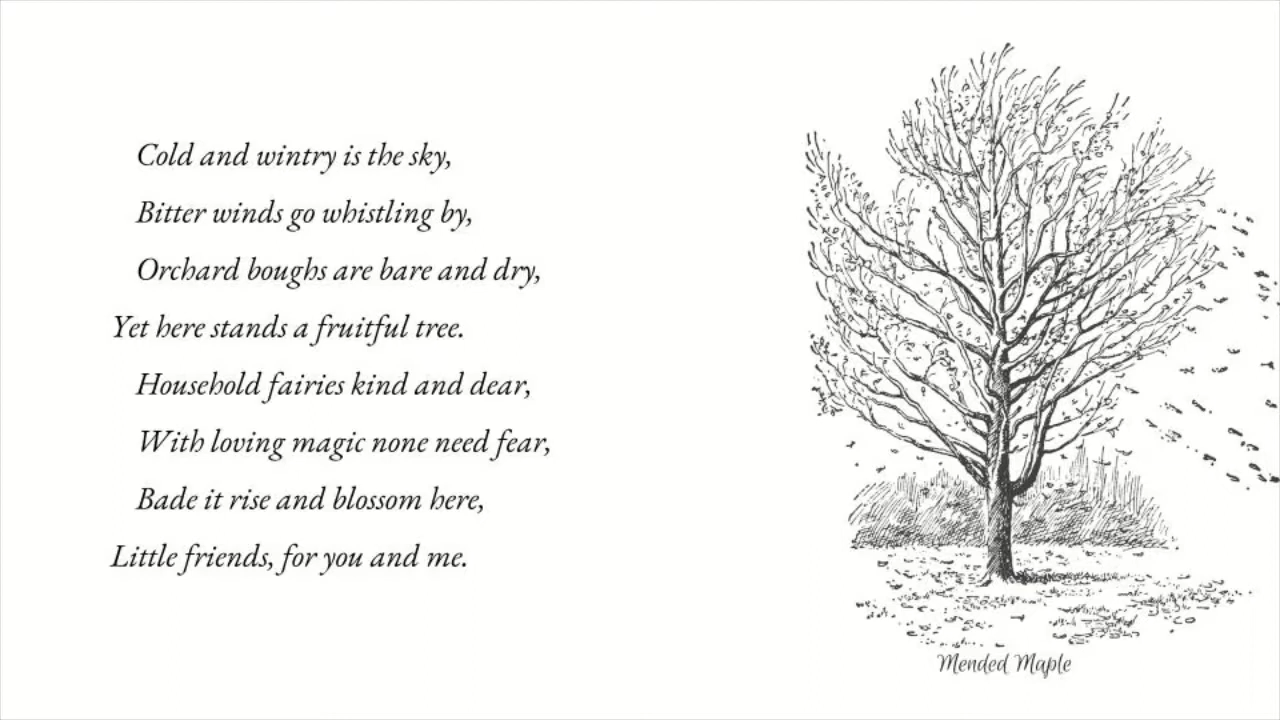 Cold and wintry is the sky,
Bitter winds go whistling by,
Orchard boughs are bare and dry,
Yet here stands a fruitful tree.
Household fairies kind and dear,
With loving magic none need fear,
Bade it rise and blossom here,
Little friends, for you and me.
Mended Maple